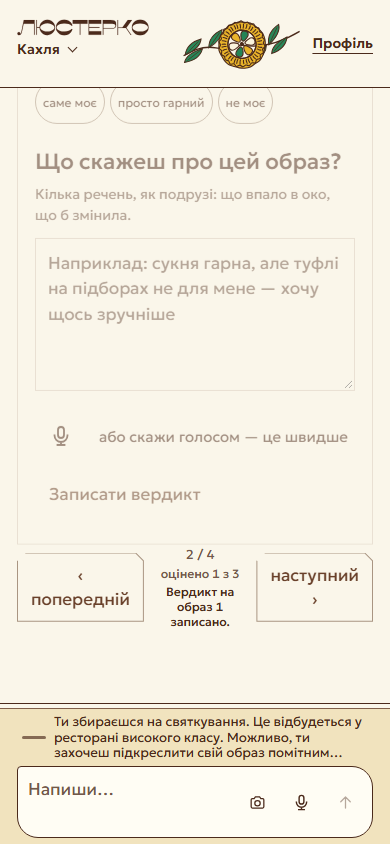 ЛЮСТЕРКО
Кахля
Профіль
саме моє
просто гарний
не моє
Що скажеш про цей образ?
Кілька речень, як подрузі: що впало в око,
що б змінила.
Наприклад: сукня гарна, але туфлі
на підборах не для мене — хочу
щось зручніше
або скажи голосом — це швидше
Записати вердикт
‹
попередній
2 / 4
оцінено 1 з 3
Вердикт на
образ 1
записано.
наступний
›
Ти збираєшся на святкування. Це відбудеться у
ресторані високого класу. Можливо, ти
захочеш підкреслити свій образ помітним…
Напиши…